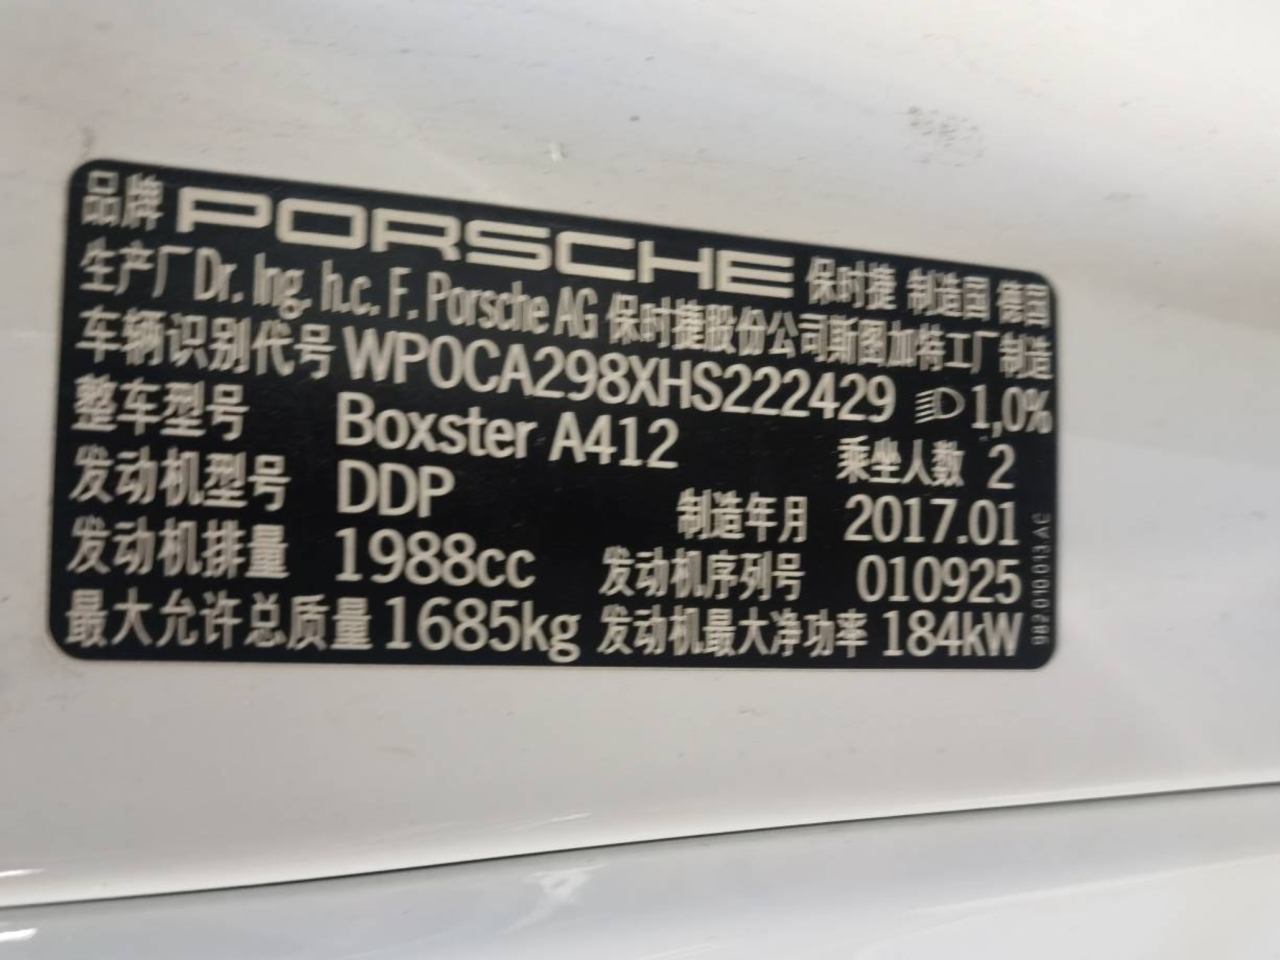 品牌 PORSCHE 保时捷 制造国 德国
生产厂 Dr. Ing. h.c. F. Porsche AG 保时捷股份公司斯图加特工厂制造
车辆识别代号 WP0CA298XHS222429 1,0%
整车型号 Boxster A412 乘坐人数 2
发动机型号 DDP 制造年月 2017.01
发动机排量 1988cc 发动机序列号 010925
最大允许总质量 1685kg 发动机最大净功率 184kW
982 010 013 AC